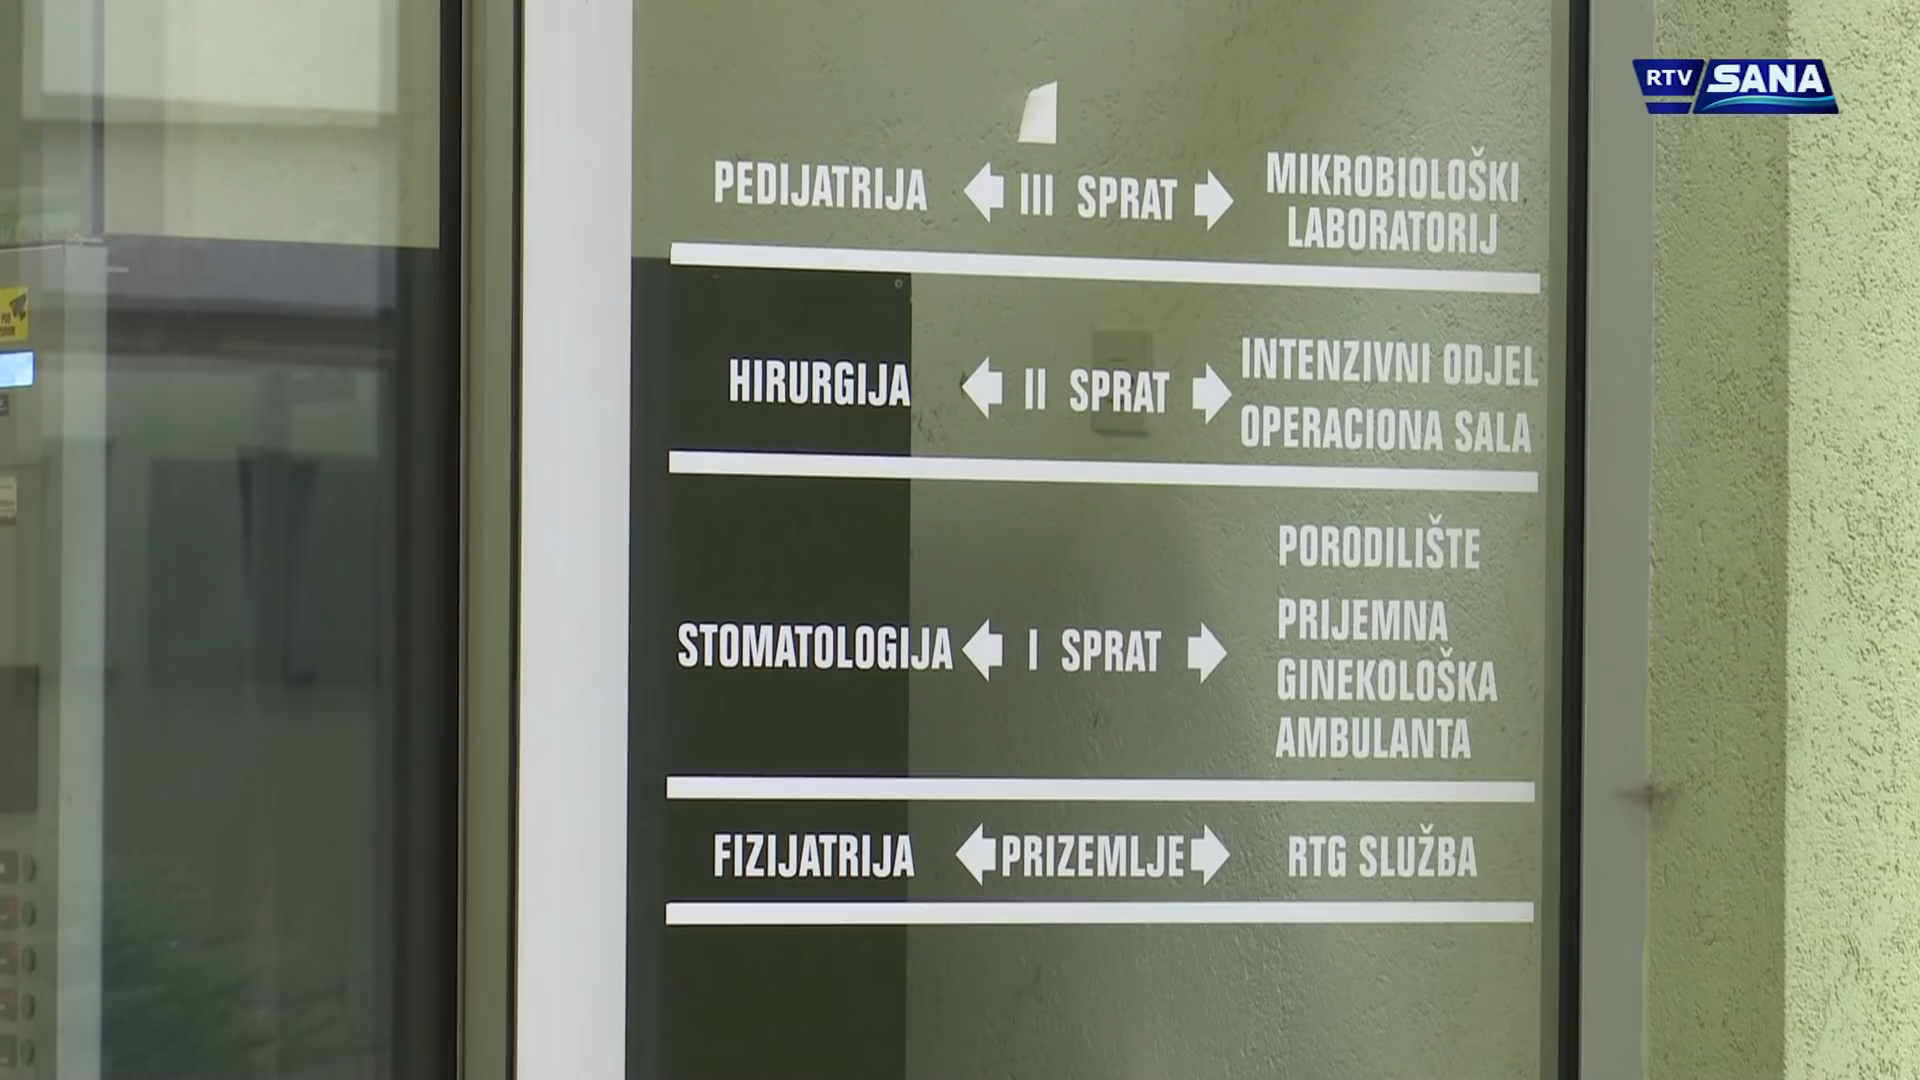 RTV SANA
PEDIJATRIJA III SPRAT MIKROBIOLOŠKI
LABORATORIJ
HIRURGIJA II SPRAT INTENZIVNI ODJEL
OPERACIONA SALA
STOMATOLOGIJA I SPRAT PORODILIŠTE
PRIJEMNA
GINEKOLOŠKA
AMBULANTA
FIZIJATRIJA PRIZEMLJE RTG SLUŽBA